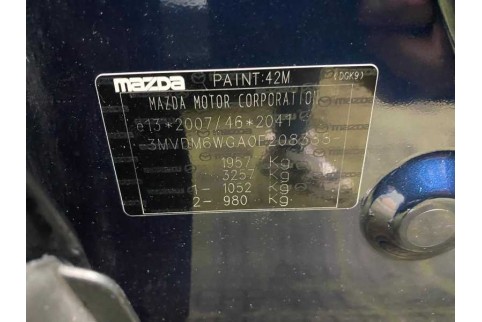 mazda PAINT:42M (DGK9)
MAZDA MOTOR CORPORATION
e13*2007/46*2041
1957 Kg
3257 Kg
1- 1052 Kg
2- 980 Kg